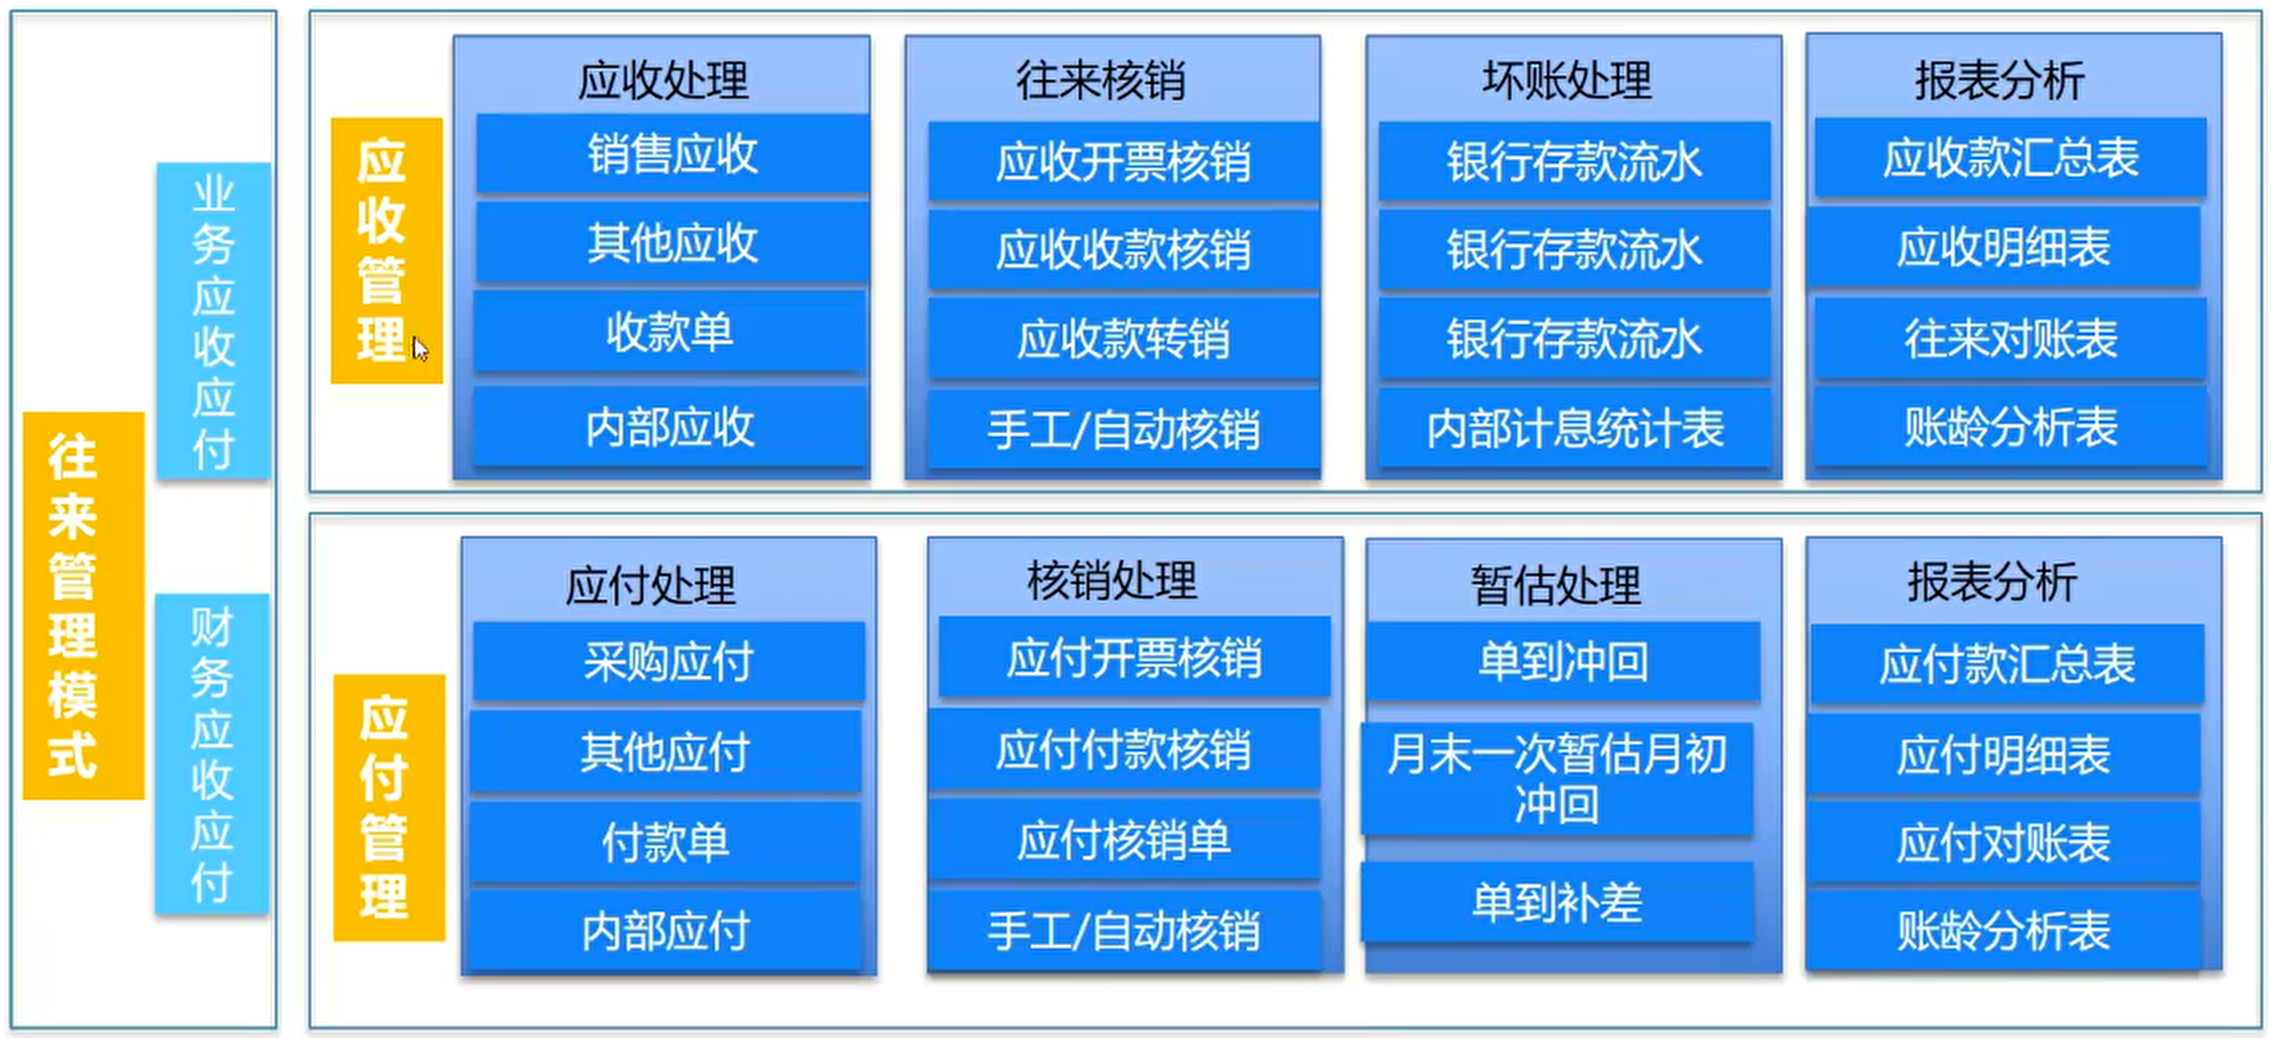 往来管理模式
业务应收应付
财务应收应付
应收管理
应收处理
销售应收
其他应收
收款单
内部应收
往来核销
应收开票核销
应收收款核销
应收款转销
手工/自动核销
坏账处理
银行存款流水
银行存款流水
银行存款流水
内部计息统计表
报表分析
应收款汇总表
应收明细表
往来对账表
账龄分析表
应付管理
应付处理
采购应付
其他应付
付款单
内部应付
核销处理
应付开票核销
应付付款核销
应付核销单
手工/自动核销
暂估处理
单到冲回
月末一次暂估月初
冲回
单到补差
报表分析
应付款汇总表
应付明细表
应付对账表
账龄分析表